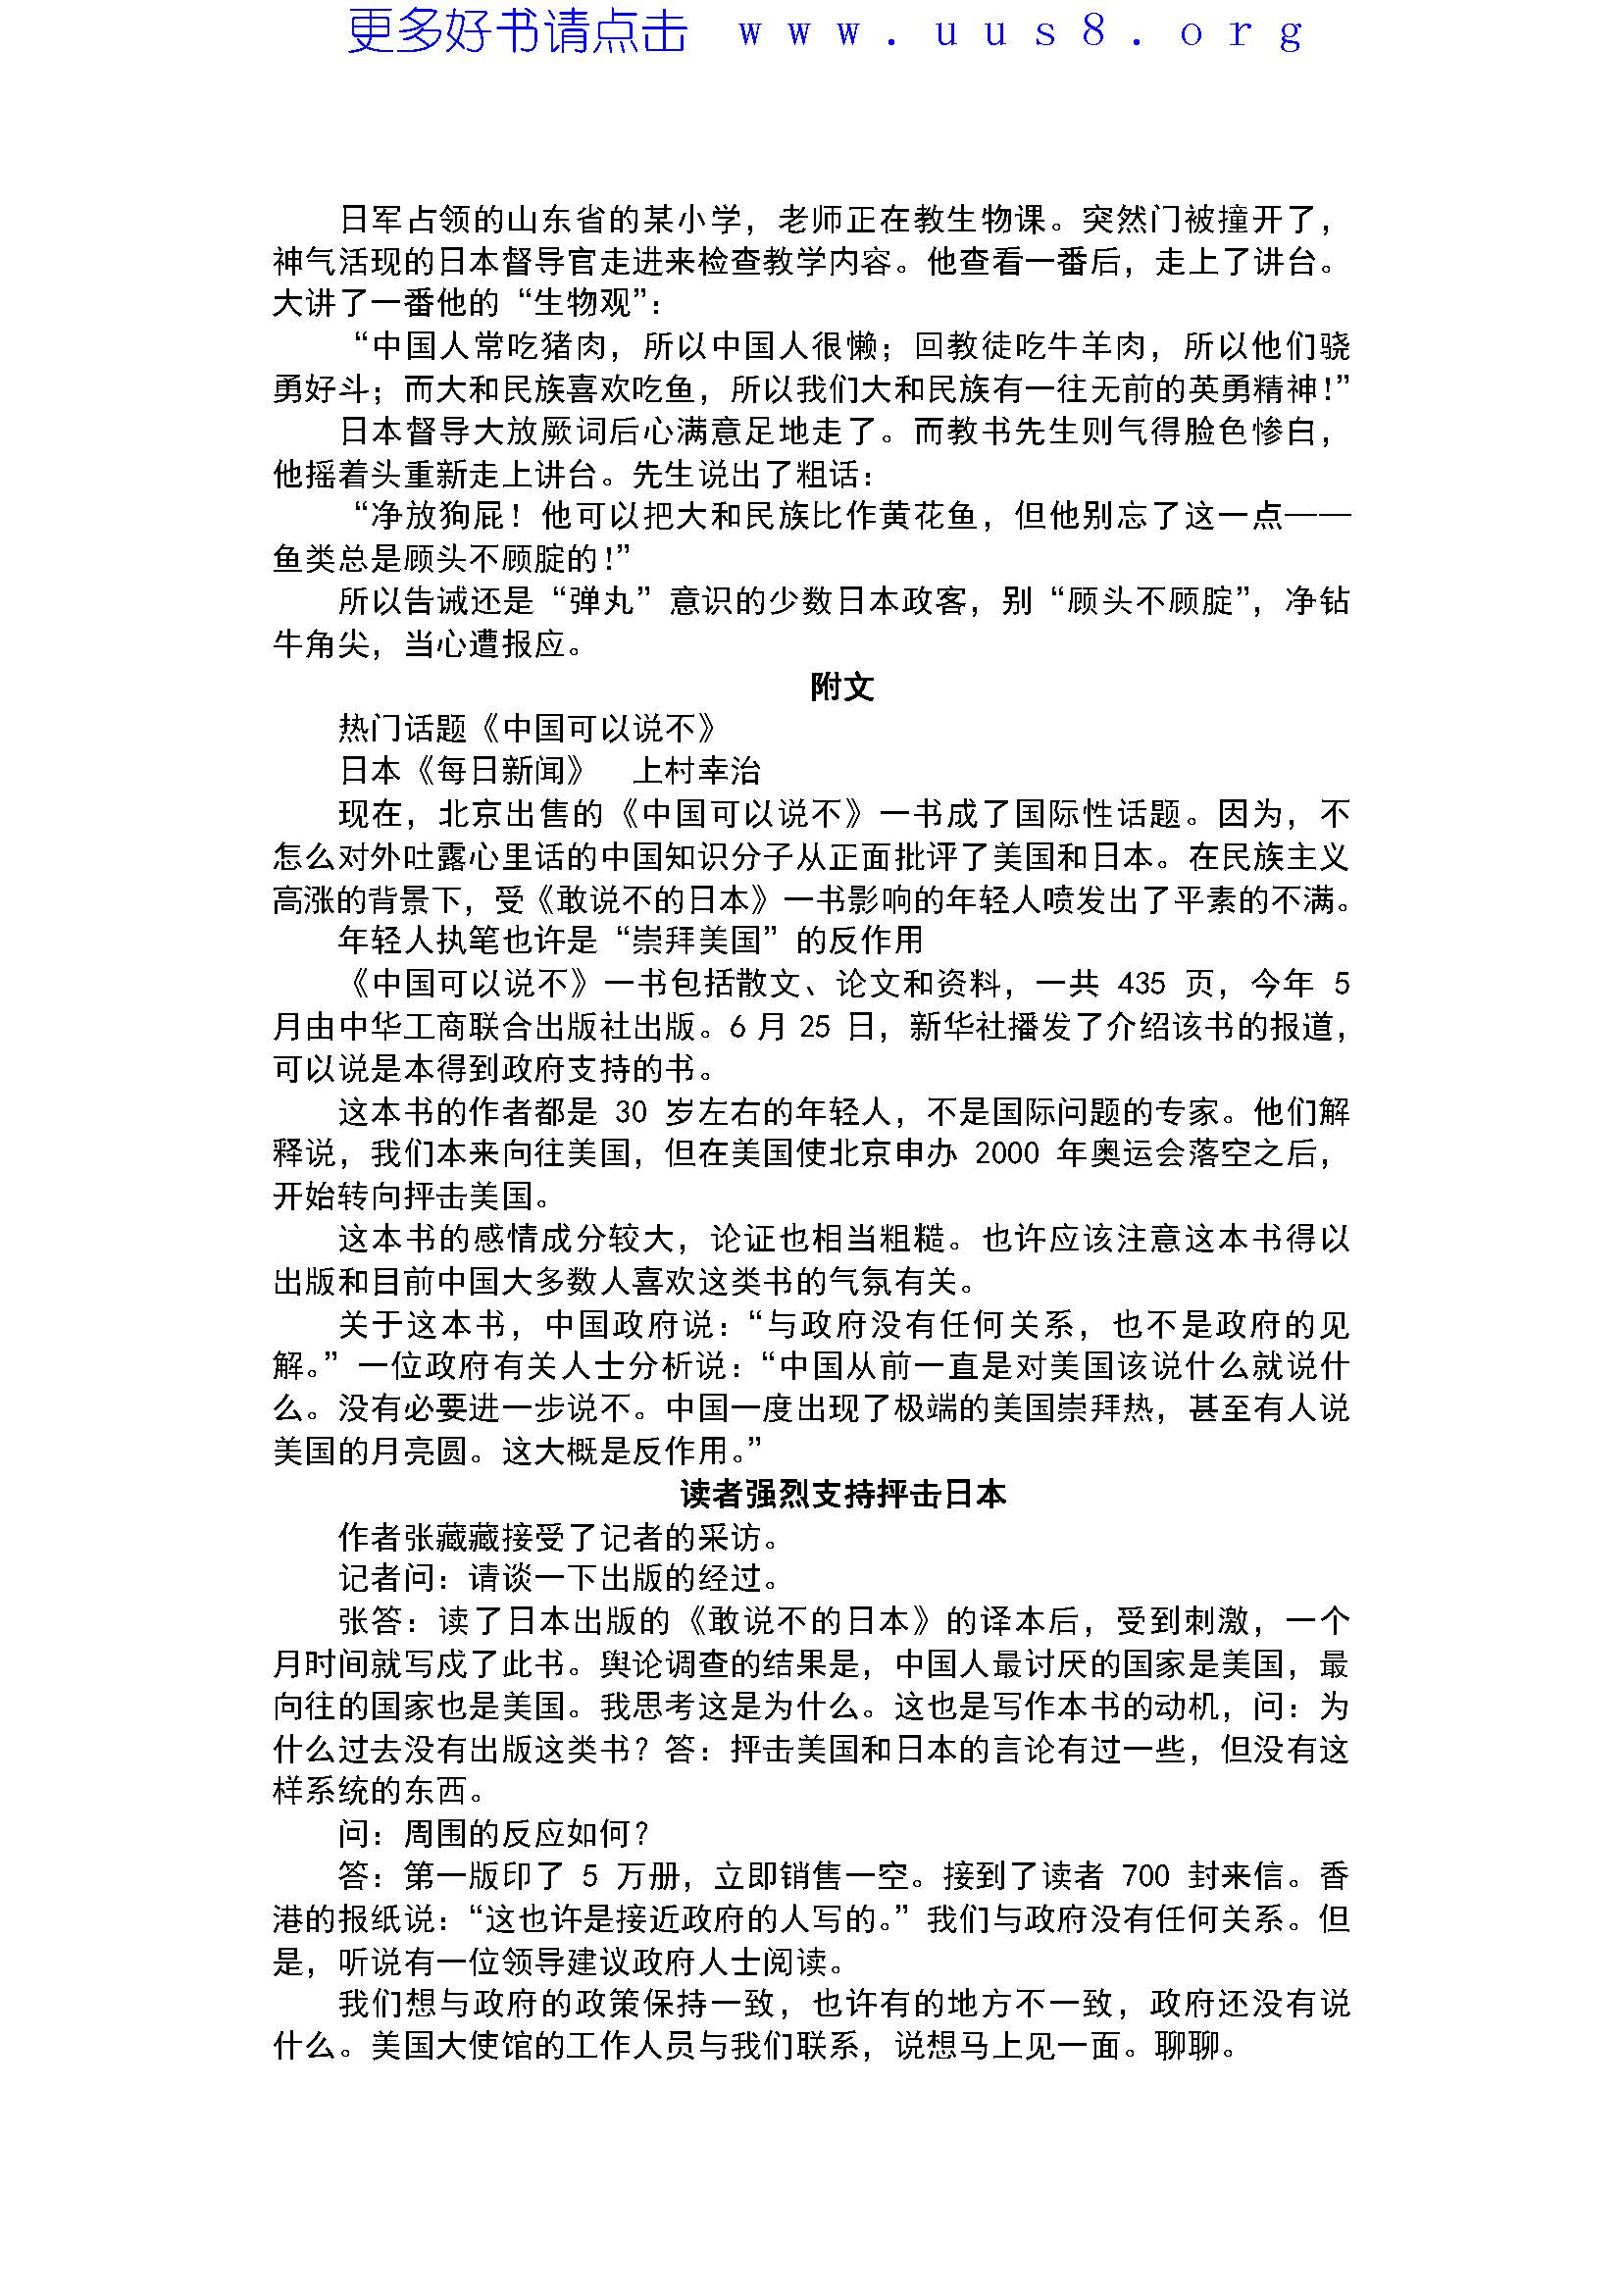 更多好书请点击 www.uus8.org
日军占领的山东省的某小学，老师正在教生物课。突然门被撞开了，
神气活现的日本督导官走进来检查教学内容。他查看一番后，走上了讲台。
大讲了一番他的“生物观”：
“中国人常吃猪肉，所以中国人很懒；回教徒吃牛羊肉，所以他们骁
勇好斗；而大和民族喜欢吃鱼，所以我们大和民族有一往无前的英勇精神！”
日本督导大放厥词后心满意足地走了。而教书先生则气得脸色惨白，
他摇着头重新走上讲台。先生说出了粗话：
“净放狗屁！他可以把大和民族比作黄花鱼，但他别忘了这一点——
鱼类总是顾头不顾腚的！”
所以告诫还是“弹丸”意识的少数日本政客，别“顾头不顾腚”，净钻
牛角尖，当心遭报应。
附文
热门话题《中国可以说不》
日本《每日新闻》 上村幸治
现在，北京出售的《中国可以说不》一书成了国际性话题。因为，不
怎么对外吐露心里话的中国知识分子从正面批评了美国和日本。在民族主义
高涨的背景下，受《敢说不的日本》一书影响的年轻人喷发出了平素的不满。
年轻人执笔也许是“崇拜美国”的反作用
《中国可以说不》一书包括散文、论文和资料，一共 435 页，今年 5
月由中华工商联合出版社出版。6 月 25 日，新华社播发了介绍该书的报道，
可以说是本得到政府支持的书。
这本书的作者都是 30 岁左右的年轻人，不是国际问题的专家。他们解
释说，我们本来向往美国，但在美国使北京申办 2000 年奥运会落空之后，
开始转向抨击美国。
这本书的感情成分较大，论证也相当粗糙。也许应该注意这本书得以
出版和目前中国大多数人喜欢这类书的气氛有关。
关于这本书，中国政府说：“与政府没有任何关系，也不是政府的见
解。”一位政府有关人士分析说：“中国从前一直是对美国该说什么就说什
么。没有必要进一步说不。中国一度出现了极端的美国崇拜热，甚至有人说
美国的月亮圆。这大概是反作用。”
读者强烈支持抨击日本
作者张藏藏接受了记者的采访。
记者问：请谈一下出版的经过。
张答：读了日本出版的《敢说不的日本》的译本后，受到刺激，一个
月时间就写成了此书。舆论调查的结果是，中国人最讨厌的国家是美国，最
向往的国家也是美国。我思考这是为什么。这也是写作本书的动机，问：为
什么过去没有出版这类书？答：抨击美国和日本的言论有过一些，但没有这
样系统的东西。
问：周围的反应如何？
答：第一版印了 5 万册，立即销售一空。接到了读者 700 封来信。香
港的报纸说：“这也许是接近政府的人写的。”我们与政府没有任何关系。但
是，听说有一位领导建议政府人士阅读。
我们想与政府的政策保持一致，也许有的地方不一致，政府还没有说
什么。美国大使馆的工作人员与我们联系，说想马上见一面。聊聊。